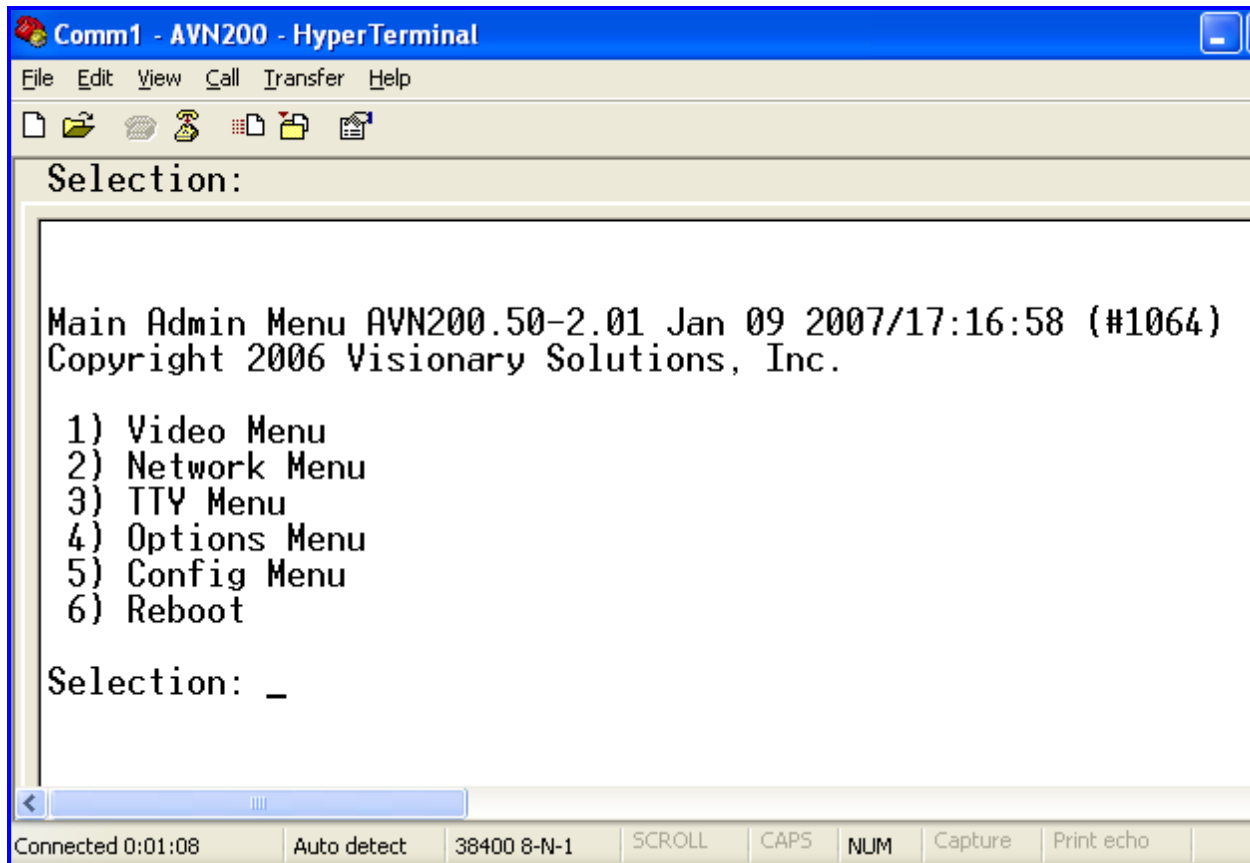 Comm1 - AVN200 - HyperTerminal
File Edit View Call Transfer Help
Selection:
Main Admin Menu AVN200.50-2.01 Jan 09 2007/17:16:58 (#1064)
Copyright 2006 Visionary Solutions, Inc.
1) Video Menu
2) Network Menu
3) TTY Menu
4) Options Menu
5) Config Menu
6) Reboot
Selection: _
Connected 0:01:08 Auto detect 38400 8-N-1 SCROLL CAPS NUM Capture Print echo